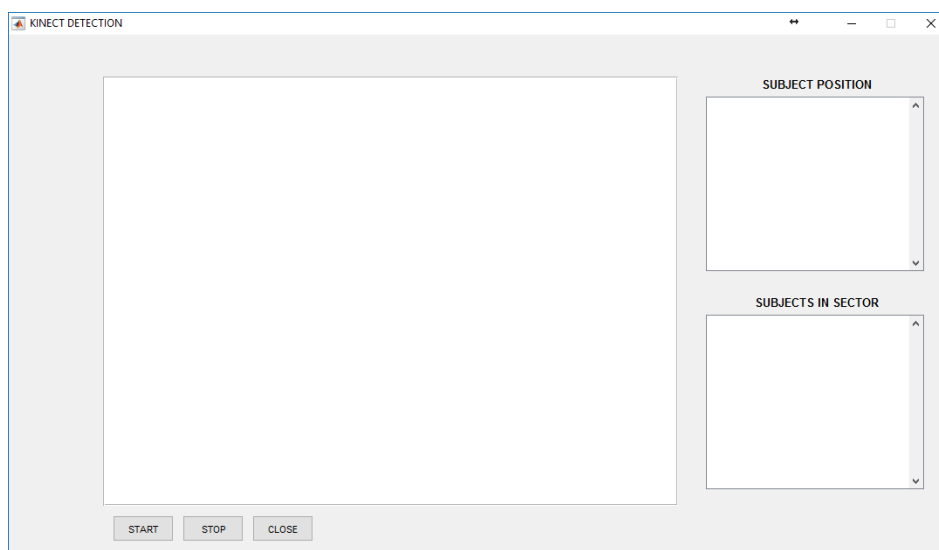 KINECT DETECTION
SUBJECT POSITION
SUBJECTS IN SECTOR
START STOP CLOSE